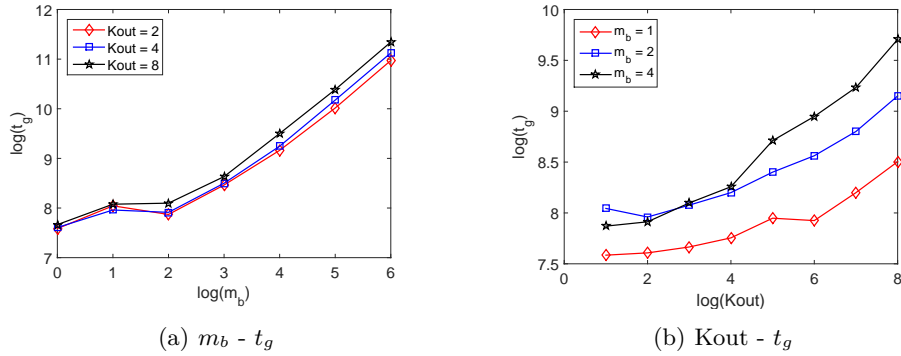 12
11
10
9
8
7
log(t_g)
Kout = 2
Kout = 4
Kout = 8
0 1 2 3 4 5 6
log(m_b)
(a) m_b - t_g
10
9.5
9
8.5
8
7.5
log(t_g)
m_b = 1
m_b = 2
m_b = 4
0 2 4 6 8
log(Kout)
(b) Kout - t_g